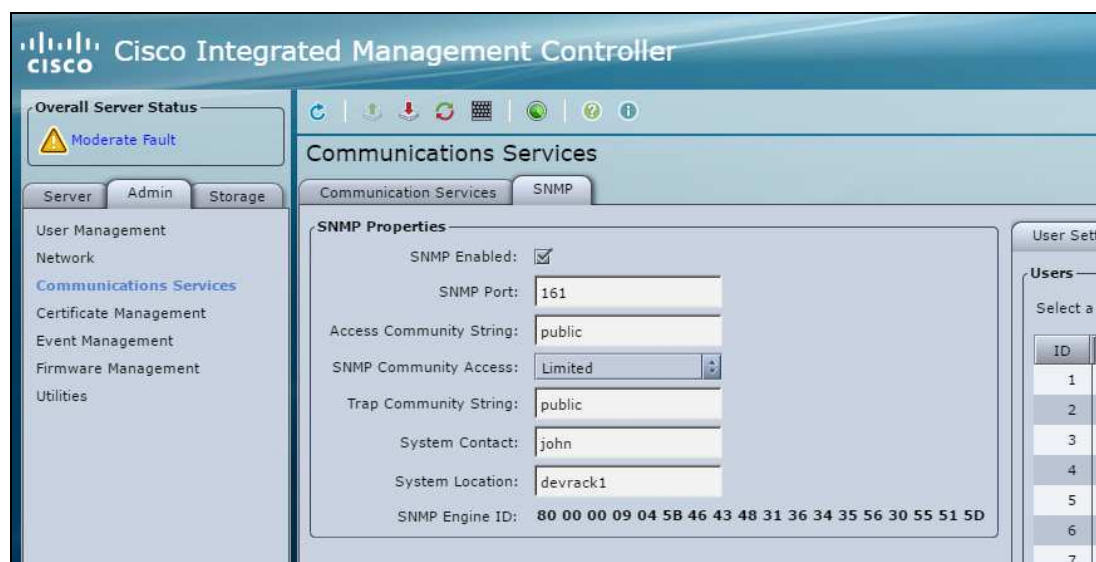 CISCO
Cisco Integrated Management Controller
Overall Server Status
Moderate Fault
Server Admin Storage
User Management
Network
Communications Services
Certificate Management
Event Management
Firmware Management
Utilities
Communications Services
Communication Services SNMP
SNMP Properties
SNMP Enabled:
SNMP Port: 161
Access Community String: public
SNMP Community Access: Limited
Trap Community String: public
System Contact: john
System Location: devrack1
SNMP Engine ID: 80 00 00 09 04 5B 46 43 48 31 36 34 35 56 30 55 51 5D
User Sett
Users
Select a
ID
1
2
3
4
5
6
7